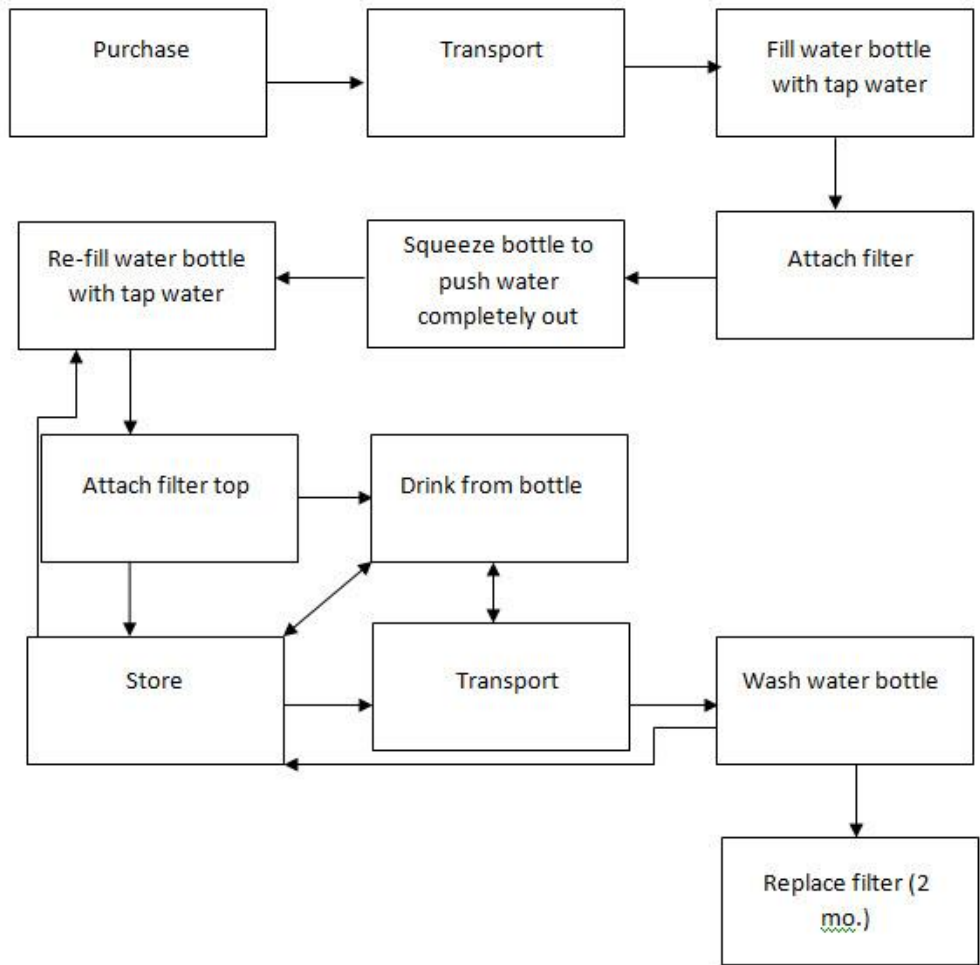 Purchase
Transport
Fill water bottle
with tap water
Re-fill water bottle
with tap water
Squeeze bottle to
push water
completely out
Attach filter
Attach filter top
Drink from bottle
Store
Transport
Wash water bottle
Replace filter (2
mo.)